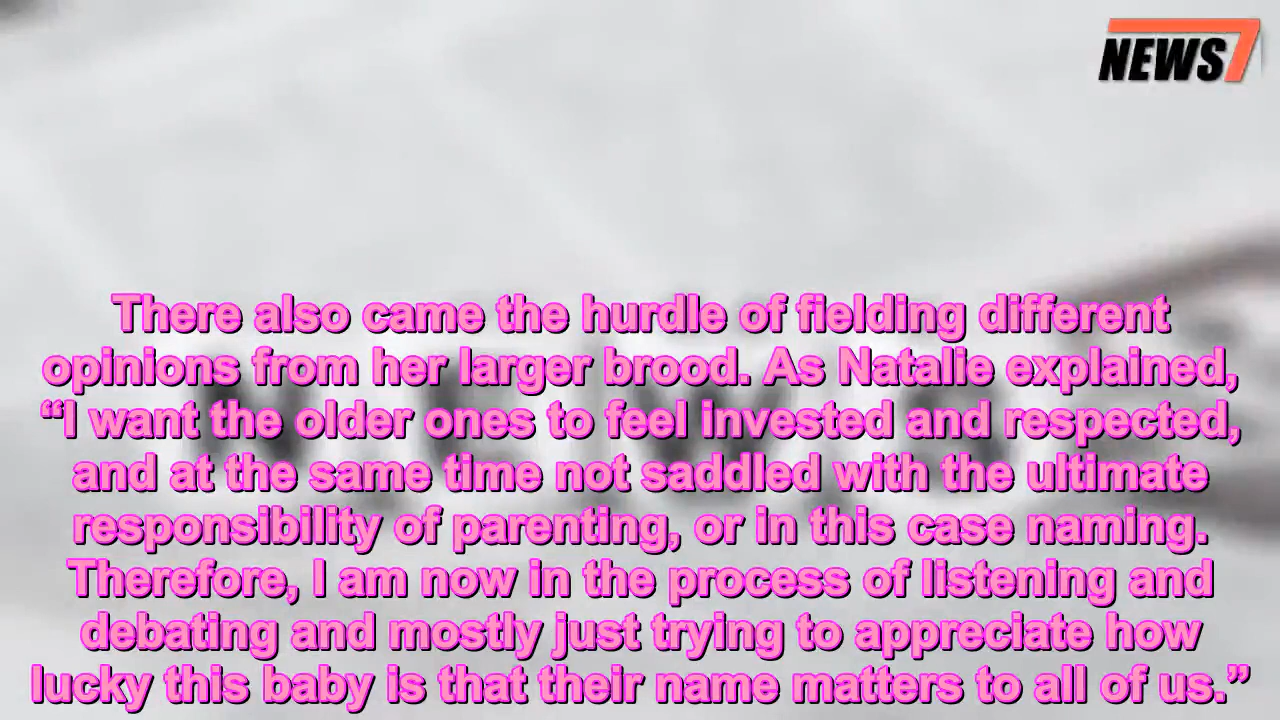 NEWS7
There also came the hurdle of fielding different
opinions from her larger brood. As Natalie explained,
“I want the older ones to feel invested and respected,
and at the same time not saddled with the ultimate
responsibility of parenting, or in this case naming.
Therefore, I am now in the process of listening and
debating and mostly just trying to appreciate how
lucky this baby is that their name matters to all of us.”